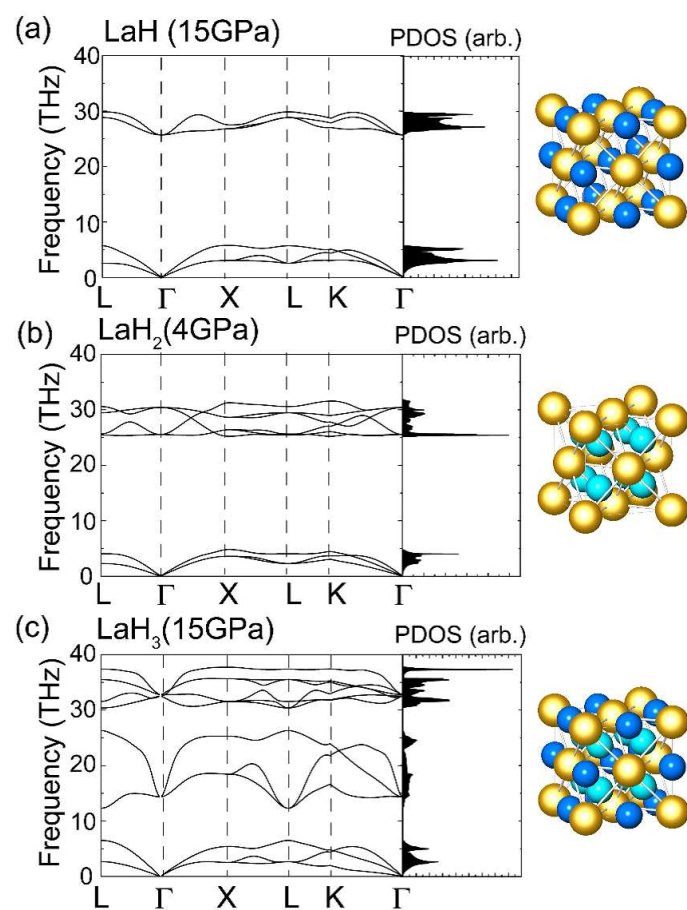 (a) LaH (15GPa) PDOS (arb.)
40
30
20
10
0
Frequency (THz)
L Γ X L K Γ
(b) LaH₂(4GPa) PDOS (arb.)
40
30
20
10
0
Frequency (THz)
L Γ X L K Γ
(c) LaH₃(15GPa) PDOS (arb.)
40
30
20
10
0
Frequency (THz)
L Γ X L K Γ